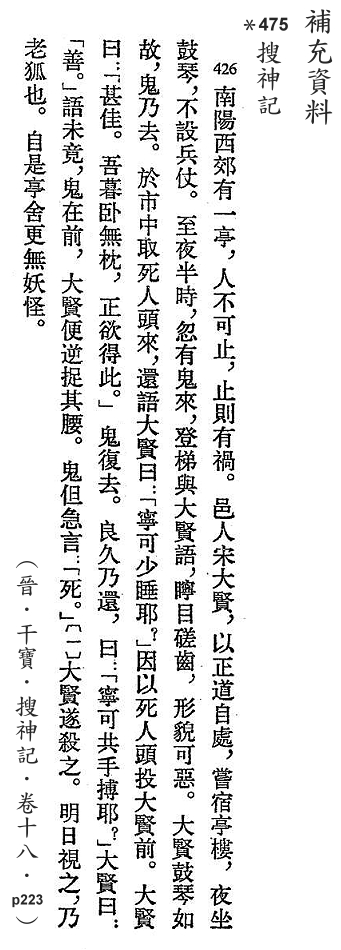 補充資料
*475
搜神記
426 南陽西郊有一亭，人不可止，止則有禍。邑人宋大賢，以正道自處，嘗宿亭樓，夜坐
鼓琴，不設兵仗。至夜半時，忽有鬼來，登梯與大賢語，矃目磋齒，形貌可惡。大賢鼓琴如
故，鬼乃去。於市中取死人頭來，還語大賢曰：「寧可少睡耶？」因以死人頭投大賢前。大賢
曰：「甚佳。吾暮卧無枕，正欲得此。」鬼復去。良久乃還，曰：「寧可共手搏耶？」大賢曰：
「善。」語未竟，鬼在前，大賢便逆捉其腰。鬼但急言：「死。」〔一〕大賢遂殺之。明日視之，乃
老狐也。自是亭舍更無妖怪。
（晉．干寶．搜神記．卷十八．p223）